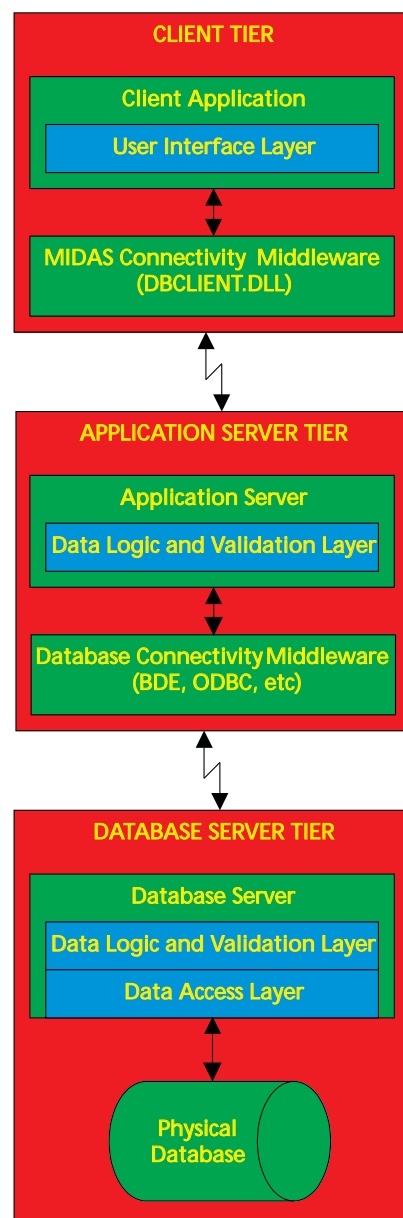 CLIENT TIER
Client Application
User Interface Layer
MIDAS Connectivity Middleware
(DBCLIENT.DLL)
APPLICATION SERVER TIER
Application Server
Data Logic and Validation Layer
Database Connectivity Middleware
(BDE, ODBC, etc)
DATABASE SERVER TIER
Database Server
Data Logic and Validation Layer
Data Access Layer
Physical
Database